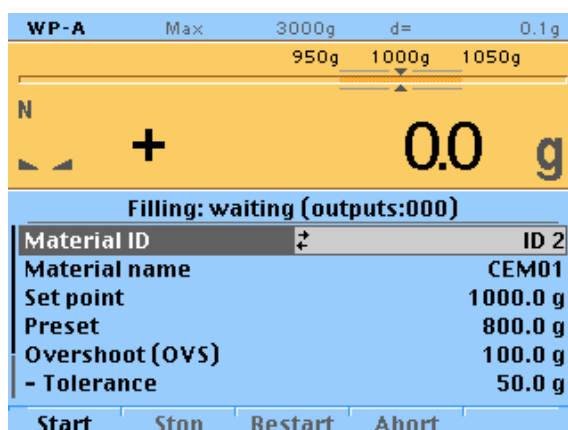 WP-A Max 3000g d= 0.1g
950g 1000g 1050g
N
+ 0.0 g
Filling: waiting (outputs:000)
Material ID ID 2
Material name CEM01
Set point 1000.0 g
Preset 800.0 g
Overshoot (OVS) 100.0 g
- Tolerance 50.0 g
Start Stop Restart Abort